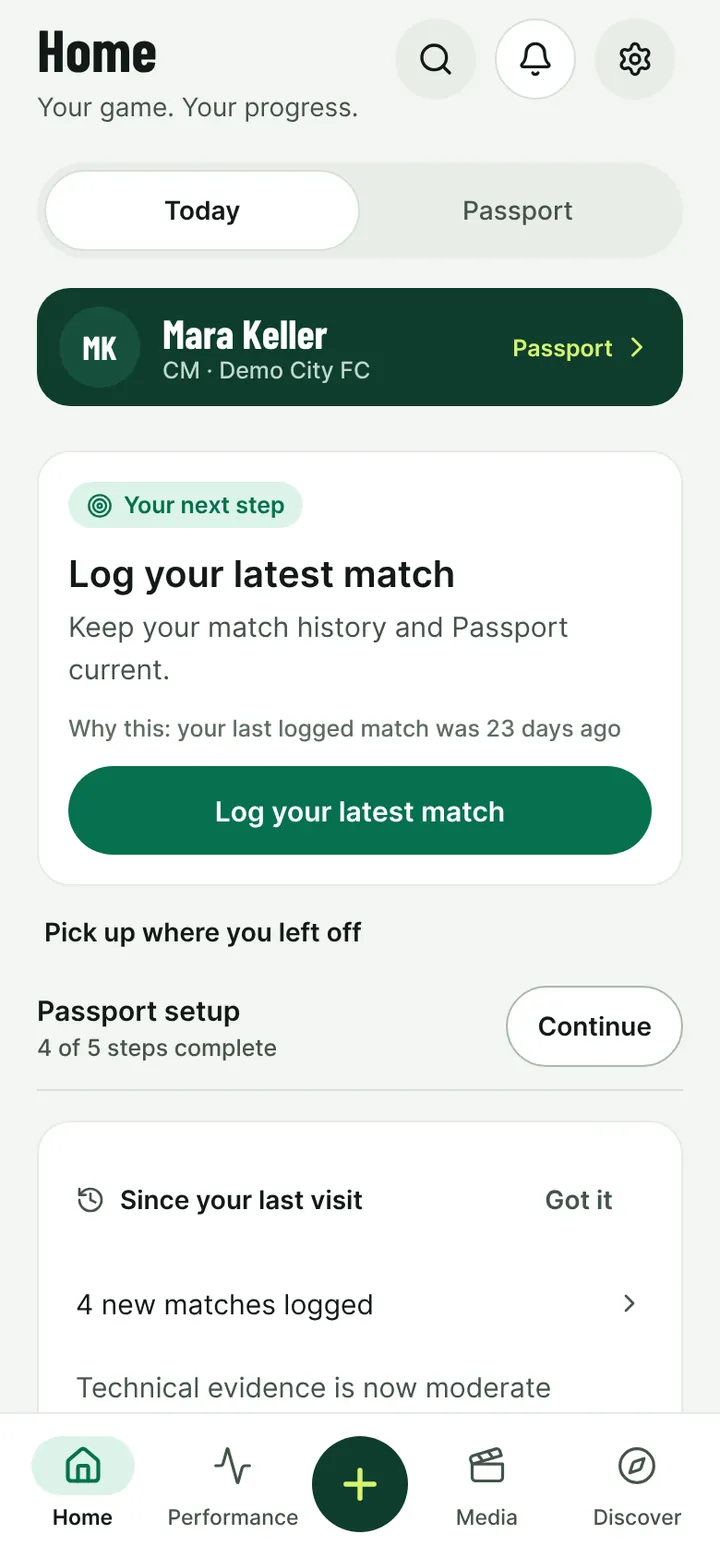 Home
Your game. Your progress.
Today
Passport
MK
Mara Keller
CM · Demo City FC
Passport
Your next step
Log your latest match
Keep your match history and Passport
current.
Why this: your last logged match was 23 days ago
Log your latest match
Pick up where you left off
Passport setup
4 of 5 steps complete
Continue
Since your last visit
Got it
4 new matches logged
Technical evidence is now moderate
Home
Performance
Media
Discover